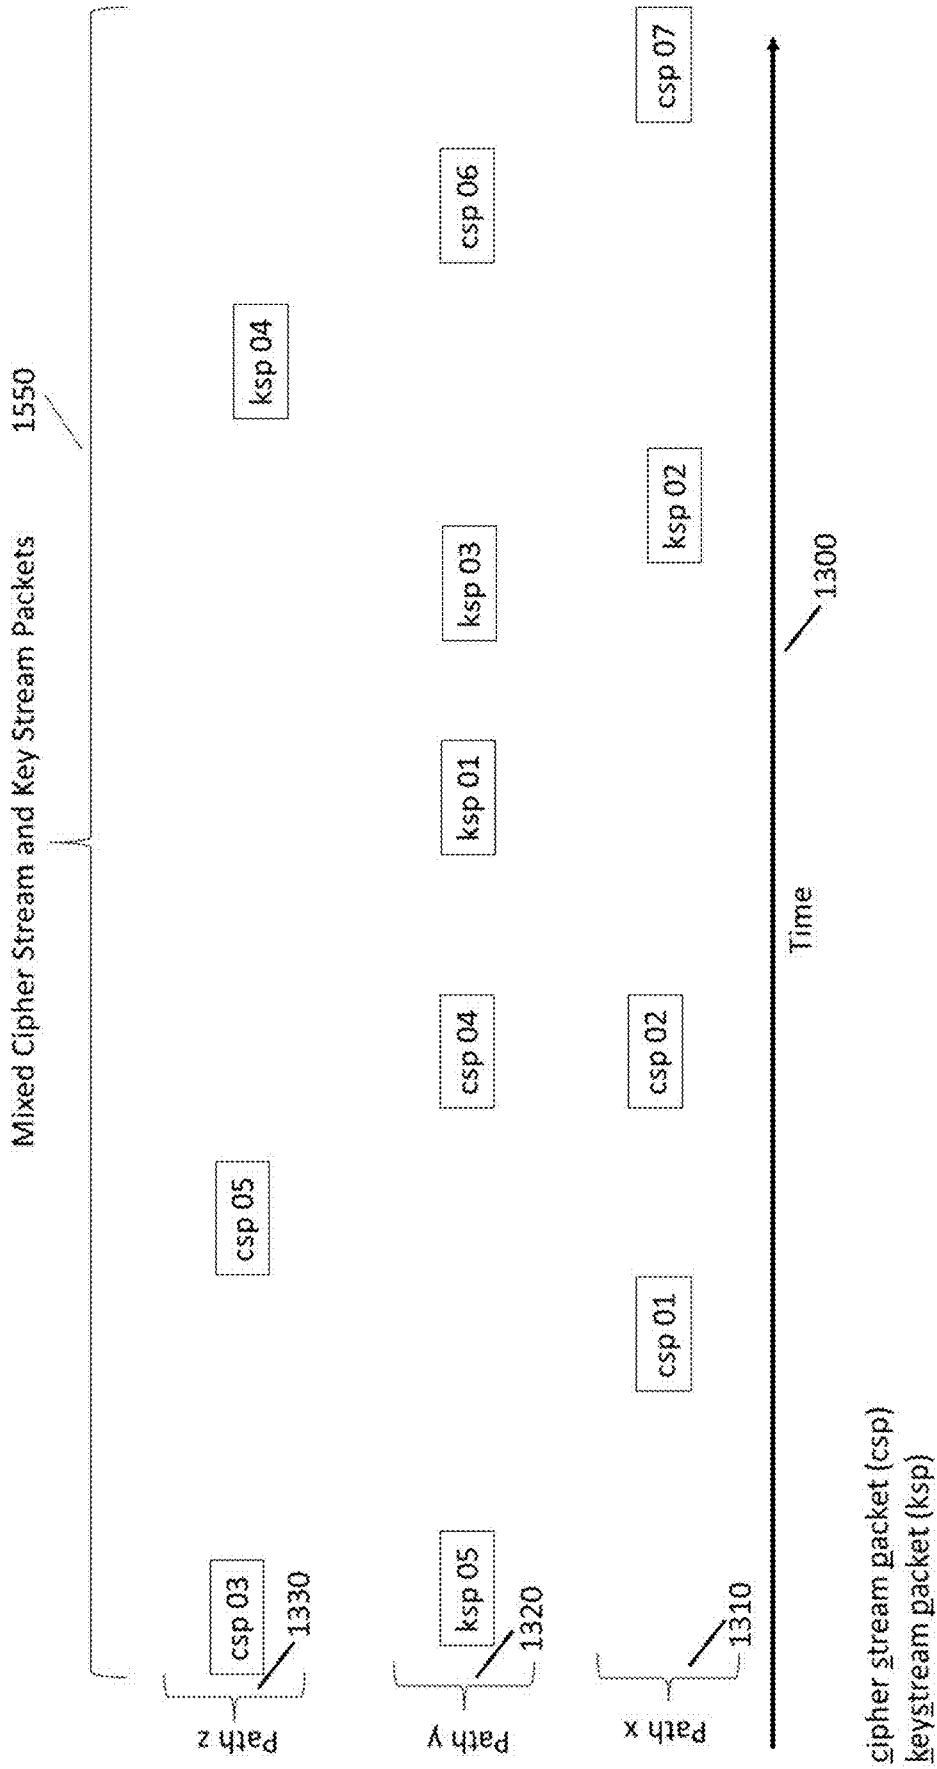 Mixed Cipher Stream and Key Stream Packets
1550
Path z
csp 03
1330
csp 05
ksp 04
Path y
ksp 05
1320
csp 04
ksp 01
ksp 03
csp 06
Path x
1310
csp 01
csp 02
ksp 02
csp 07
Time
1300
cipher stream packet (csp)
keystream packet (ksp)